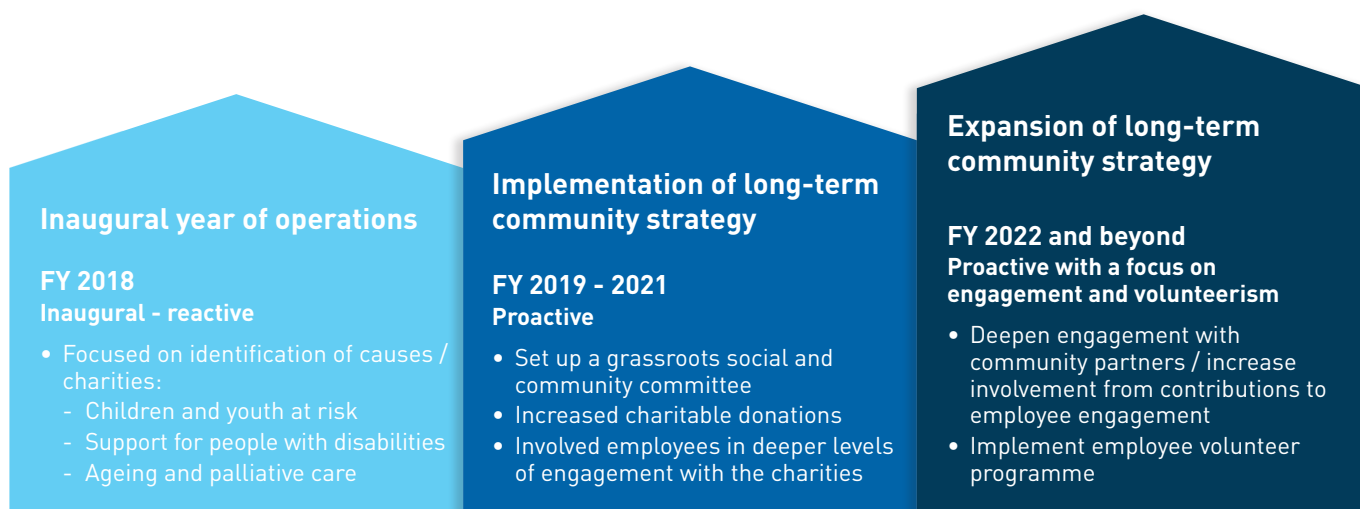 Inaugural year of operations
FY 2018
Inaugural - reactive
• Focused on identification of causes /
charities:
- Children and youth at risk
- Support for people with disabilities
- Ageing and palliative care
Implementation of long-term
community strategy
FY 2019 - 2021
Proactive
• Set up a grassroots social and
community committee
• Increased charitable donations
• Involved employees in deeper levels
of engagement with the charities
Expansion of long-term
community strategy
FY 2022 and beyond
Proactive with a focus on
engagement and volunteerism
• Deepen engagement with
community partners / increase
involvement from contributions to
employee engagement
• Implement employee volunteer
programme